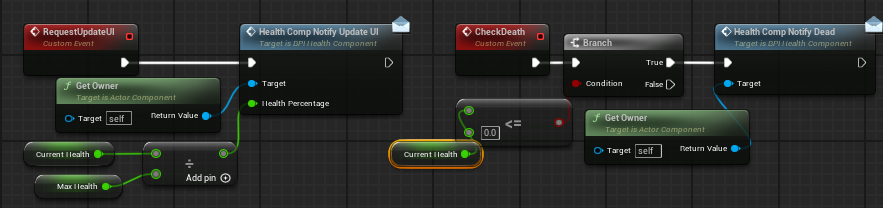 RequestUpdateUI
Custom Event
Health Comp Notify Update UI
Target is BPI Health Component
Target
Health Percentage
Get Owner
Target is Actor Component
Target self
Return Value
Current Health
Max Health
÷
Add pin
CheckDeath
Custom Event
Branch
True
Condition
False
Health Comp Notify Dead
Target is BPI Health Component
Target
0.0
<=
Current Health
Get Owner
Target is Actor Component
Target self
Return Value